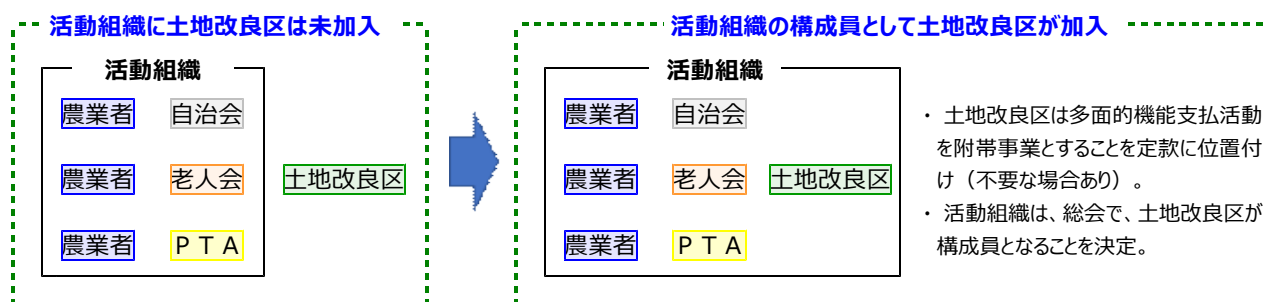 活動組織に土地改良区は未加入
活動組織
農業者 自治会
農業者 老人会 土地改良区
農業者 ＰＴＡ
活動組織の構成員として土地改良区が加入
活動組織
農業者 自治会
農業者 老人会 土地改良区
農業者 ＰＴＡ
・ 土地改良区は多面的機能支払活動
を附帯事業とすることを定款に位置付
け（不要な場合あり）。
・ 活動組織は、総会で、土地改良区が
構成員となることを決定。